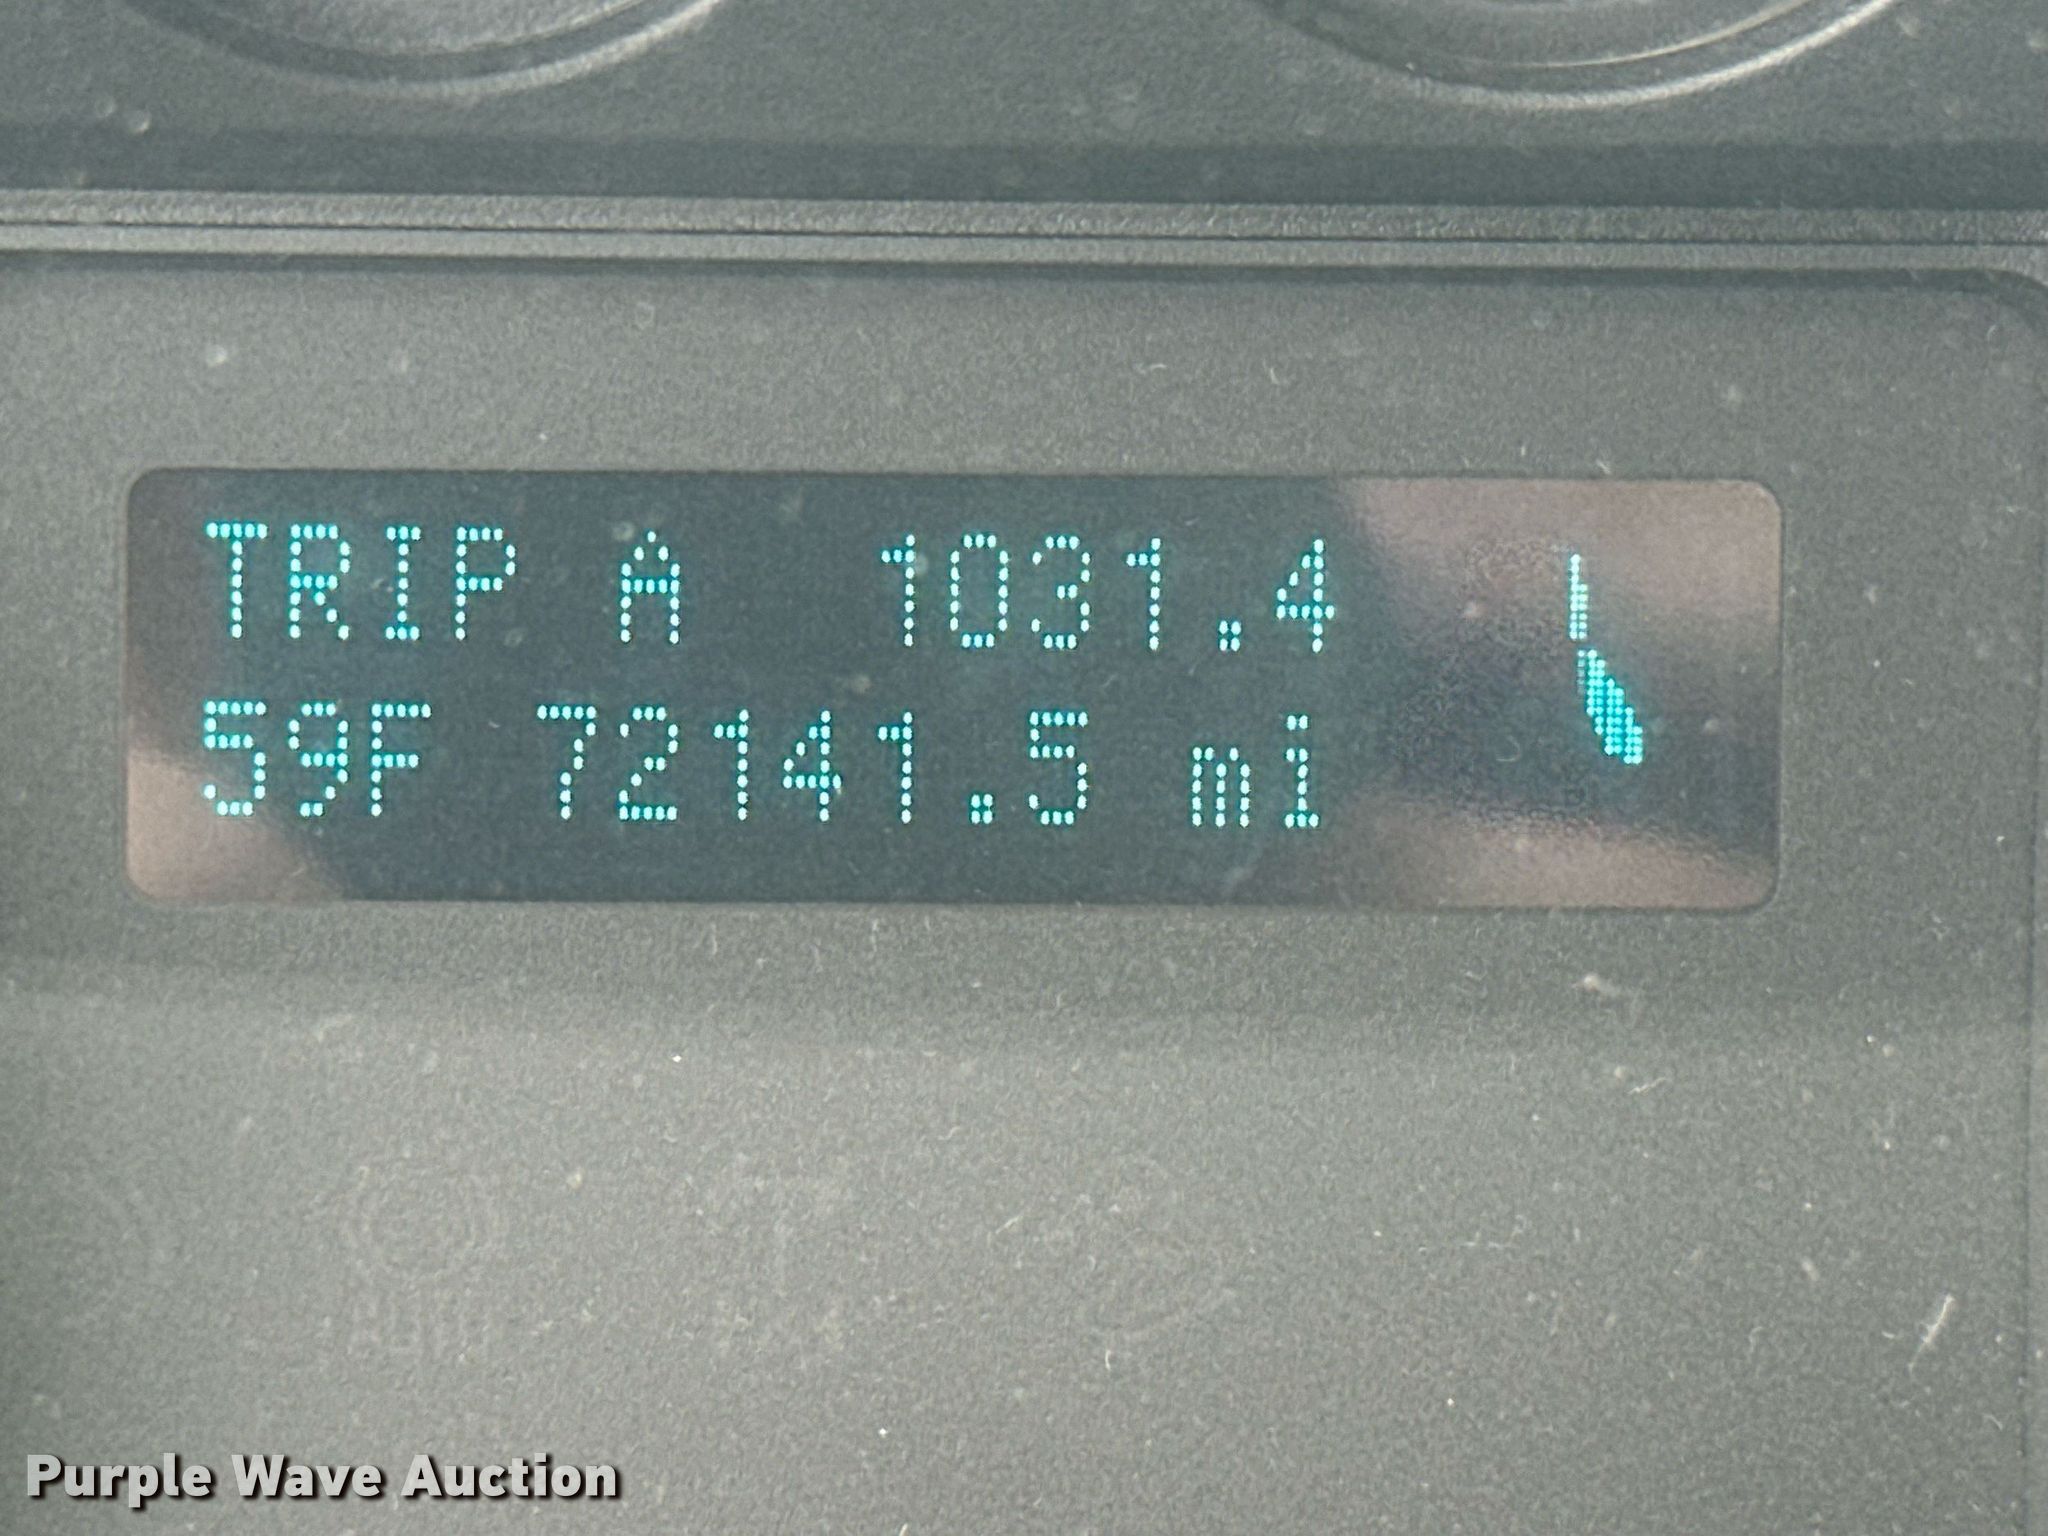 TRIP A 1031.4
59F 72141.5 mi
Purple Wave Auction